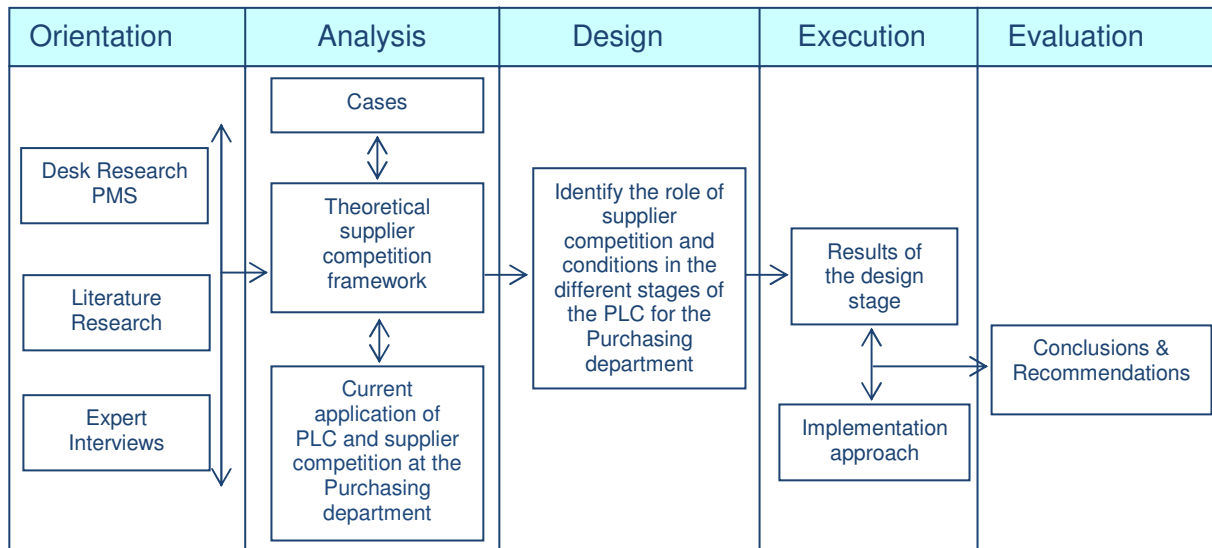 Orientation
Analysis
Design
Execution
Evaluation
Desk Research
PMS
Literature
Research
Expert
Interviews
Cases
Theoretical
supplier
competition
framework
Current
application of
PLC and supplier
competition at the
Purchasing
department
Identify the role of
supplier
competition and
conditions in the
different stages of
the PLC for the
Purchasing
department
Results of
the design
stage
Implementation
approach
Conclusions &
Recommendations